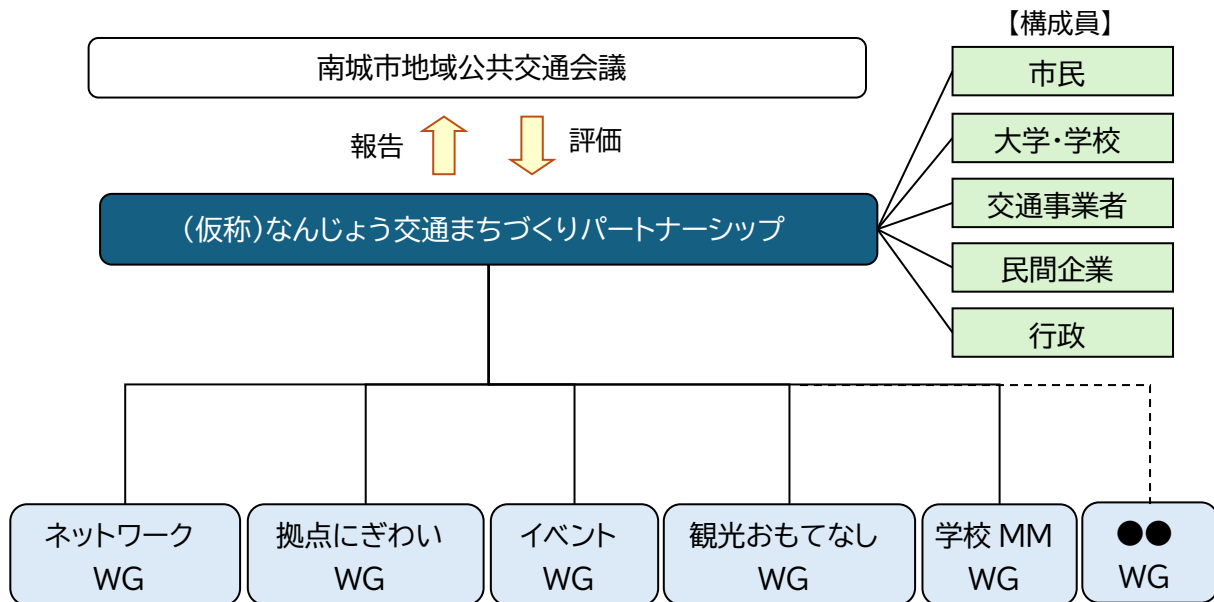 【構成員】
南城市地域公共交通会議
市民
報告
評価
大学・学校
交通事業者
(仮称)なんじょう交通まちづくりパートナーシップ
民間企業
行政
ネットワーク
WG
拠点にぎわい
WG
イベント
WG
観光おもてなし
WG
学校 MM
WG
●●
WG